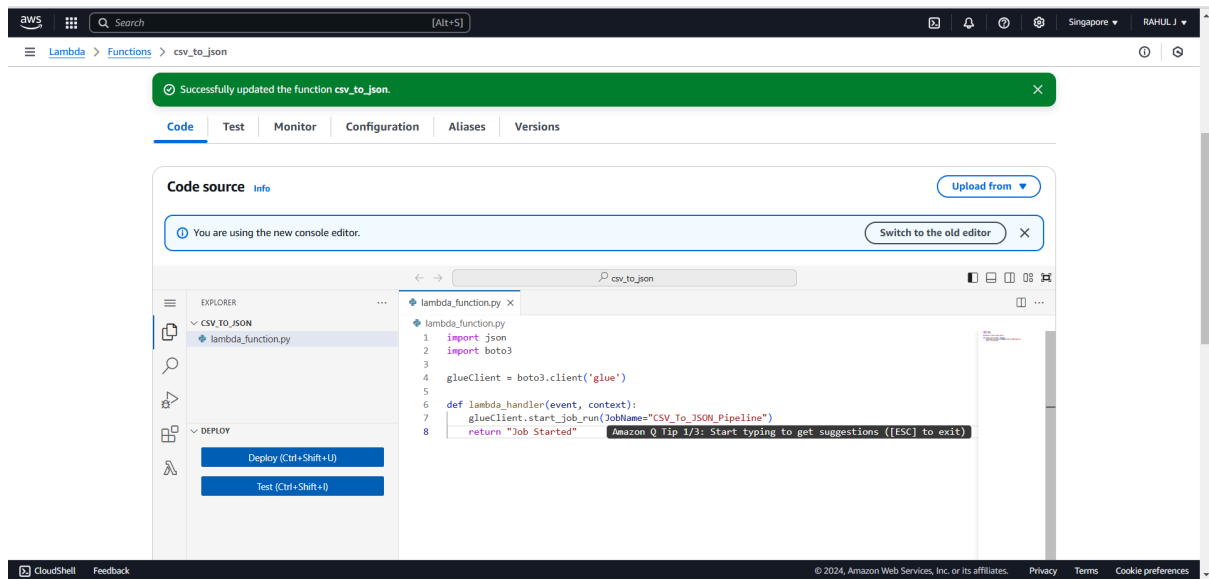 aws Search [Alt+S] Singapore ▼ RAHUL J ▼
Lambda > Functions > csv_to_json
Successfully updated the function csv_to_json.
Code Test Monitor Configuration Aliases Versions
Code source Info Upload from ▼
You are using the new console editor. Switch to the old editor
csv_to_json
EXPLORER ...
CSV_TO_JSON
lambda_function.py
DEPLOY
Deploy (Ctrl+Shift+U)
Test (Ctrl+Shift+I)
lambda_function.py ...
lambda_function.py
1 import json
2 import boto3
3
4 glueClient = boto3.client('glue')
5
6 def lambda_handler(event, context):
7 glueClient.start_job_run(JobName="CSV_To_JSON_Pipeline")
8 return "Job Started" Amazon Q Tip 1/3: Start typing to get suggestions ([ESC] to exit)
CloudShell Feedback © 2024, Amazon Web Services, Inc. or its affiliates. Privacy Terms Cookie preferences